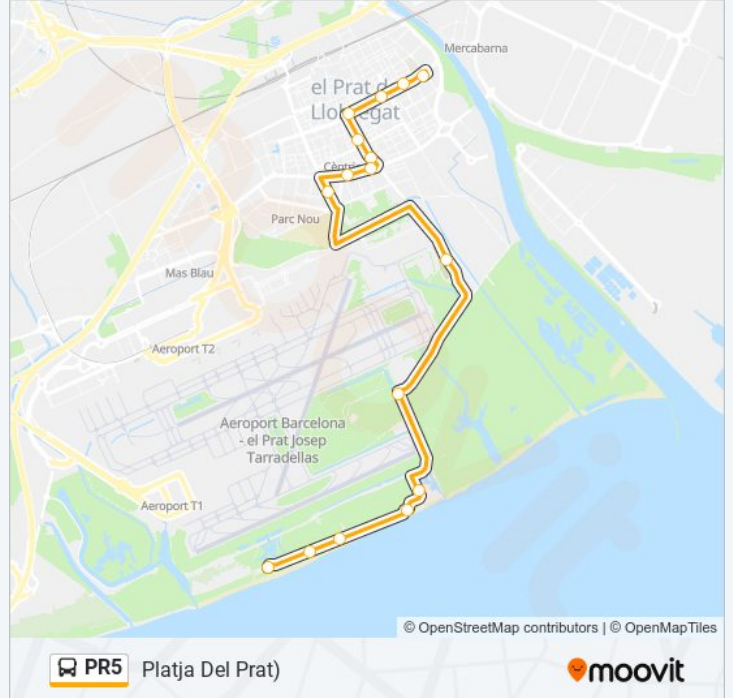 Mercabarna
el Prat de
Llobregat
Cèntric
Parc Nou
Mas Blau
Aeroport T2
Aeroport Barcelona
- el Prat Josep
Tarradellas
Aeroport T1
© OpenStreetMap contributors | © OpenMapTiles
PR5 Platja Del Prat)
moovit